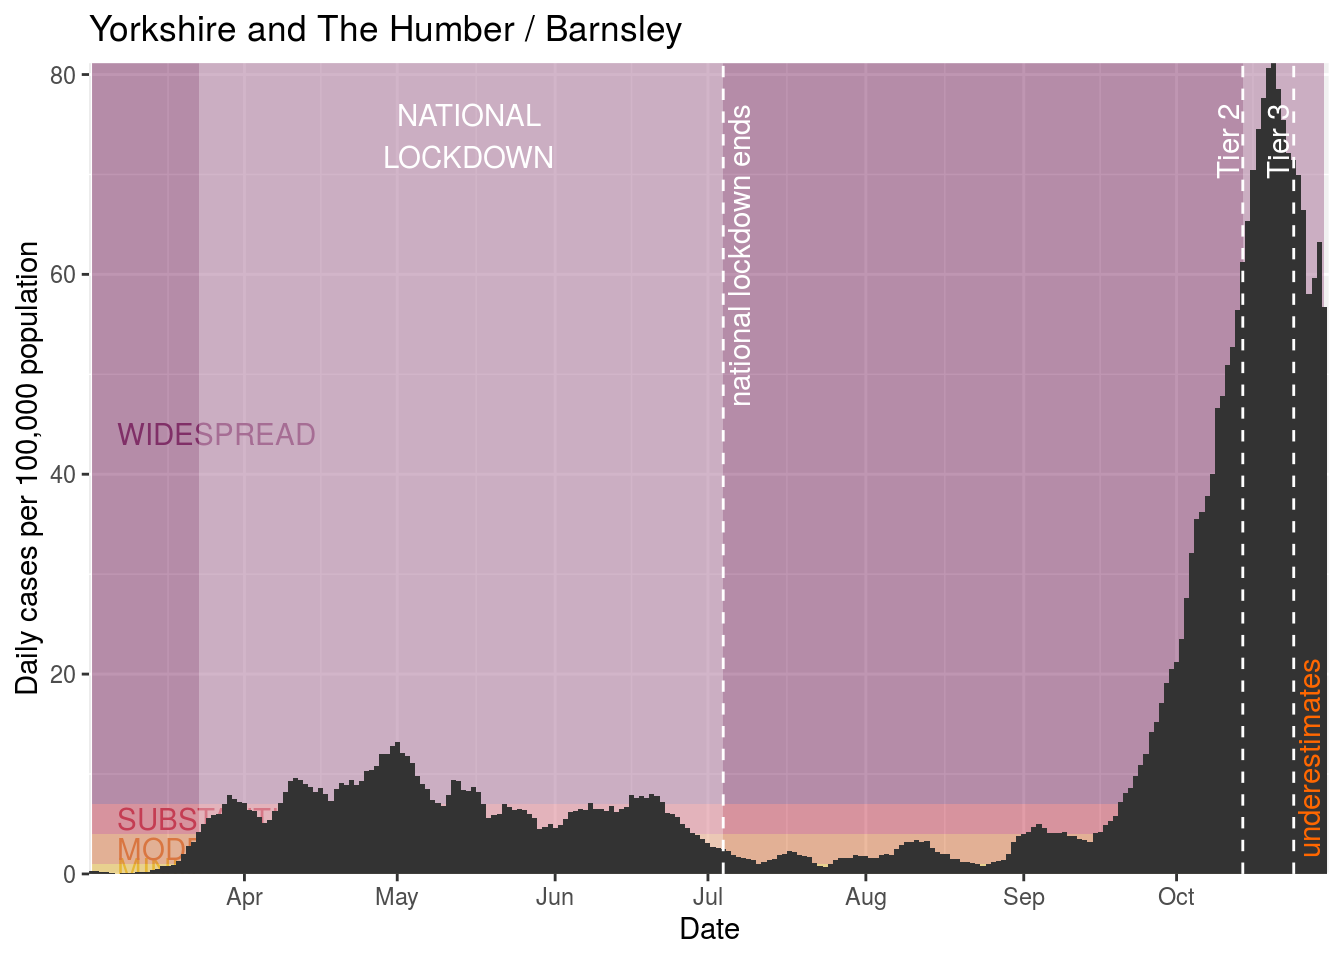 Yorkshire and The Humber / Barnsley
Daily cases per 100,000 population
80
60
40
20
0
NATIONAL
LOCKDOWN
national lockdown ends
Tier 2
Tier 3
WIDESPREAD
underestimates
Apr
May
Jun
Jul
Aug
Sep
Oct
Date